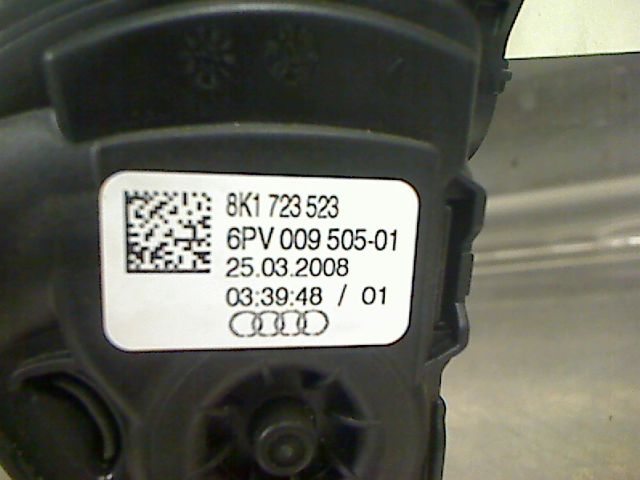 8K1 723 523
6PV 009 505-01
25.03.2008
03:39:48 / 01